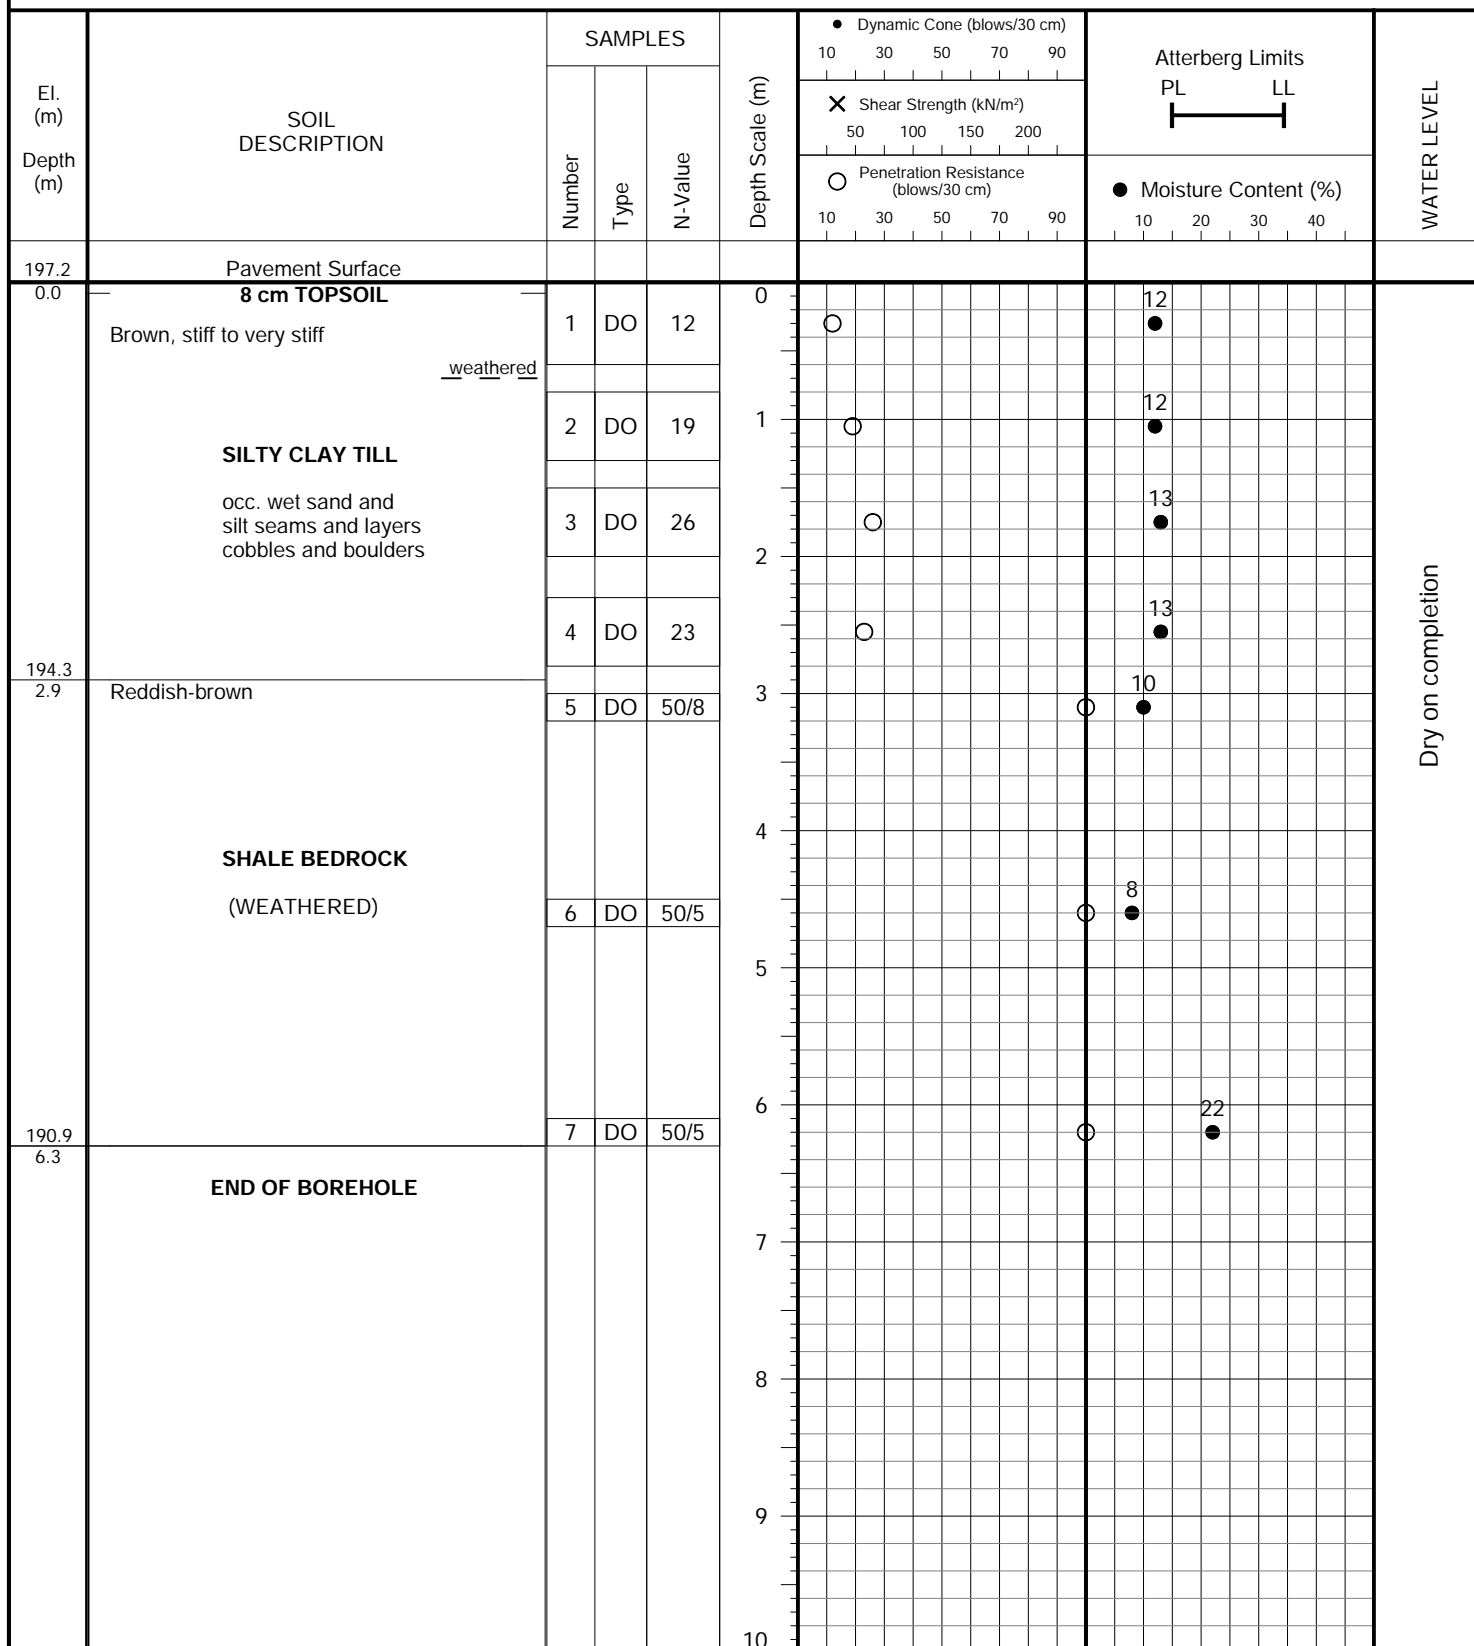 El.
(m)
Depth
(m)
SOIL
DESCRIPTION
SAMPLES
Number
Type
N-Value
Depth Scale (m)
Dynamic Cone (blows/30 cm)
10 30 50 70 90
Shear Strength (kN/m²)
50 100 150 200
Penetration Resistance
(blows/30 cm)
10 30 50 70 90
Atterberg Limits
PL LL
Moisture Content (%)
10 20 30 40
WATER LEVEL
197.2 Pavement Surface
0.0 8 cm TOPSOIL 0
12
Brown, stiff to very stiff 1 DO 12
weathered
12
2 DO 19 1
SILTY CLAY TILL
occ. wet sand and
silt seams and layers
cobbles and boulders
13
3 DO 26
2
13
4 DO 23
194.3
2.9 Reddish-brown 3
10
5 DO 50/8
4
SHALE BEDROCK
(WEATHERED)
8
6 DO 50/5
5
6
22
190.9 7 DO 50/5
6.3
END OF BOREHOLE
7
8
9
10
Dry on completion